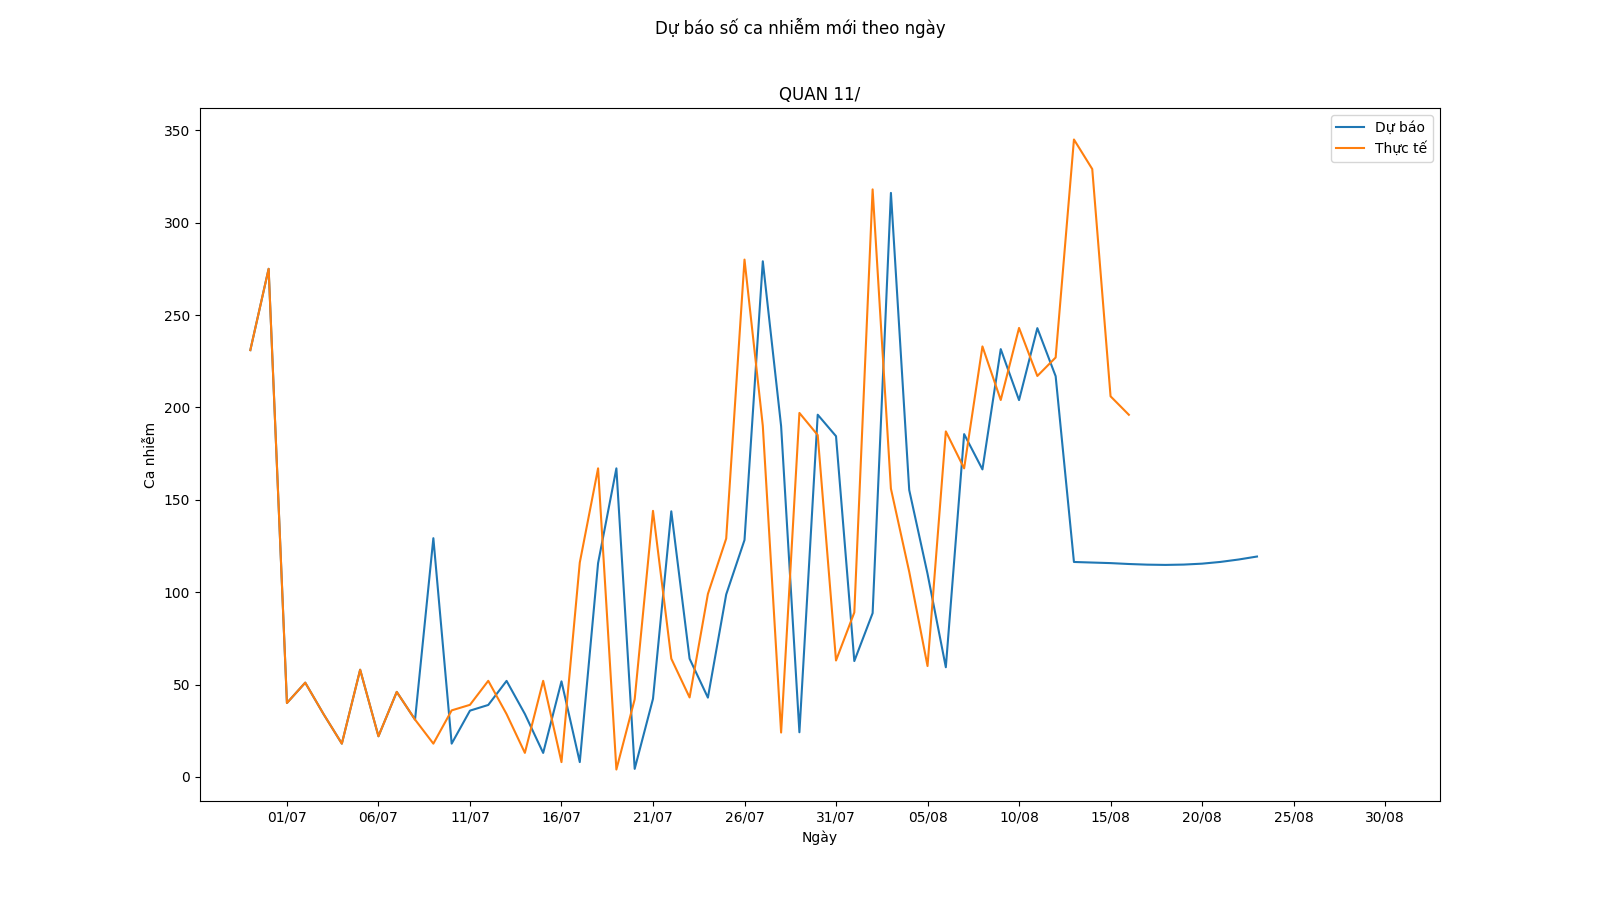 Dự báo số ca nhiễm mới theo ngày
QUAN 11/
Dự báo
Thực tế
350
300
250
200
150
100
50
0
Ca nhiễm
01/07 06/07 11/07 16/07 21/07 26/07 31/07 05/08 10/08 15/08 20/08 25/08 30/08
Ngày